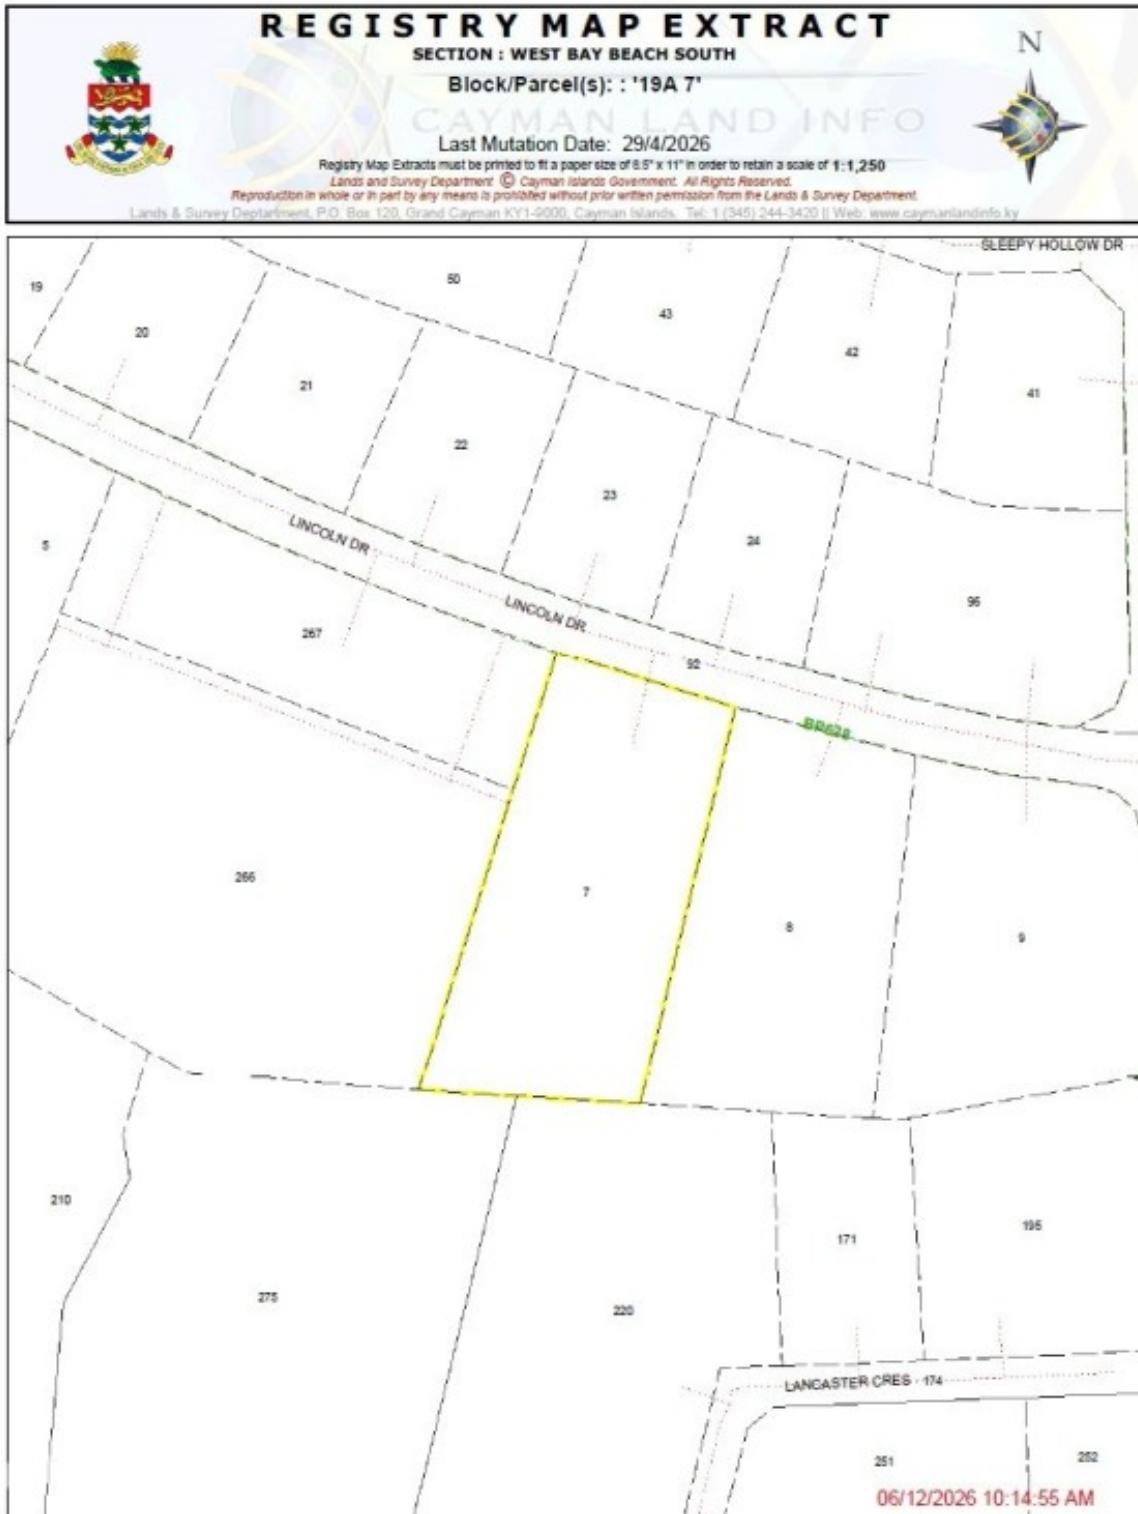 REGISTRY MAP EXTRACT
SECTION : WEST BAY BEACH SOUTH
Block/Parcel(s): : '19A 7'
CAYMAN LAND INFO
Last Mutation Date: 29/4/2026
Registry Map Extracts must be printed to fit a paper size of 8.5" x 11" in order to retain a scale of 1:1,250
Lands and Survey Department © Cayman Islands Government. All Rights Reserved.
Reproduction in whole or in part by any means is prohibited without prior written permission from the Lands & Survey Department.
Lands & Survey Department, P.O. Box 120, Grand Cayman KY1-9000, Cayman Islands. Tel: 1 (345) 244-3420 || Web: www.caymanlandinfo.ky
N
SLEEPY HOLLOW DR
19
50
43
20
42
21
41
22
23
LINCOLN DR
24
5
96
LINCOLN DR
267
92
BP628
266
7
8
9
210
171
195
275
220
LANCASTER CRES 174
251
252
06/12/2026 10:14:55 AM